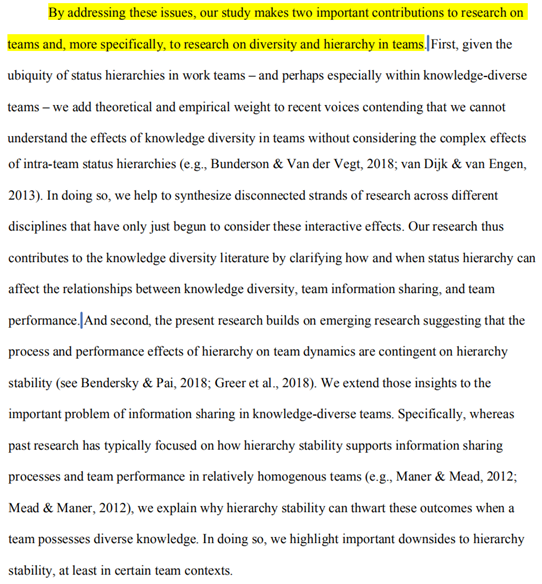 By addressing these issues, our study makes two important contributions to research on
teams and, more specifically, to research on diversity and hierarchy in teams. First, given the
ubiquity of status hierarchies in work teams – and perhaps especially within knowledge-diverse
teams – we add theoretical and empirical weight to recent voices contending that we cannot
understand the effects of knowledge diversity in teams without considering the complex effects
of intra-team status hierarchies (e.g., Bunderson & Van der Vegt, 2018; van Dijk & van Engen,
2013). In doing so, we help to synthesize disconnected strands of research across different
disciplines that have only just begun to consider these interactive effects. Our research thus
contributes to the knowledge diversity literature by clarifying how and when status hierarchy can
affect the relationships between knowledge diversity, team information sharing, and team
performance. And second, the present research builds on emerging research suggesting that the
process and performance effects of hierarchy on team dynamics are contingent on hierarchy
stability (see Bendersky & Pai, 2018; Greer et al., 2018). We extend those insights to the
important problem of information sharing in knowledge-diverse teams. Specifically, whereas
past research has typically focused on how hierarchy stability supports information sharing
processes and team performance in relatively homogenous teams (e.g., Maner & Mead, 2012;
Mead & Maner, 2012), we explain why hierarchy stability can thwart these outcomes when a
team possesses diverse knowledge. In doing so, we highlight important downsides to hierarchy
stability, at least in certain team contexts.